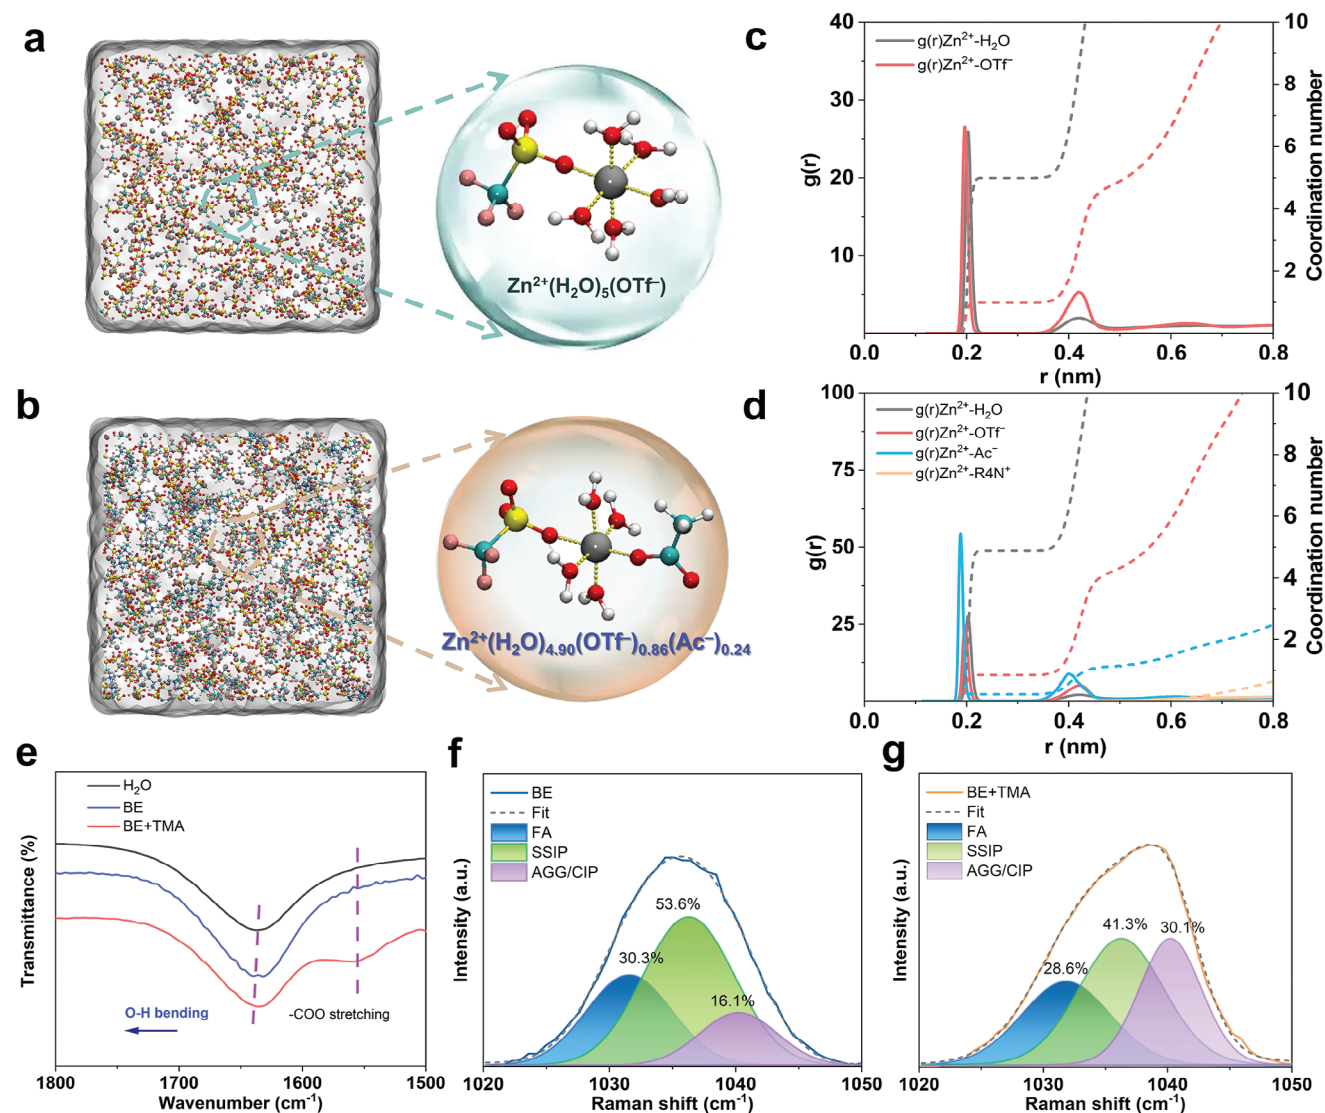 a
Zn²⁺(H₂O)₅(OTf⁻)
b
Zn²⁺(H₂O)₄.₉₀(OTf⁻)₀.₈₆(Ac⁻)₀.₂₄
c
g(r)Zn²⁺-H₂O
g(r)Zn²⁺-OTf⁻
40
30
20
10
g(r)
10
8
6
4
2
Coordination number
0.0 0.2 0.4 0.6 0.8
r (nm)
d
g(r)Zn²⁺-H₂O
g(r)Zn²⁺-OTf⁻
g(r)Zn²⁺-Ac⁻
g(r)Zn²⁺-R4N⁺
100
75
50
25
g(r)
10
8
6
4
2
Coordination number
0.0 0.2 0.4 0.6 0.8
r (nm)
e
H₂O
BE
BE+TMA
Transmittance (%)
O-H bending
-COO stretching
1800 1700 1600 1500
Wavenumber (cm⁻¹)
f
BE
Fit
FA
SSIP
AGG/CIP
53.6%
30.3%
16.1%
Intensity (a.u.)
1020 1030 1040 1050
Raman shift (cm⁻¹)
g
BE+TMA
Fit
FA
SSIP
AGG/CIP
41.3%
30.1%
28.6%
Intensity (a.u.)
1020 1030 1040 1050
Raman shift (cm⁻¹)